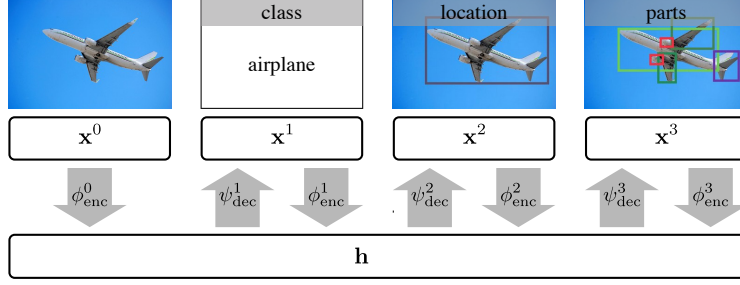 class
location
parts
airplane
x^0
x^1
x^2
x^3
ϕ^0_enc
ψ^1_dec
ϕ^1_enc
ψ^2_dec
ϕ^2_enc
ψ^3_dec
ϕ^3_enc
h